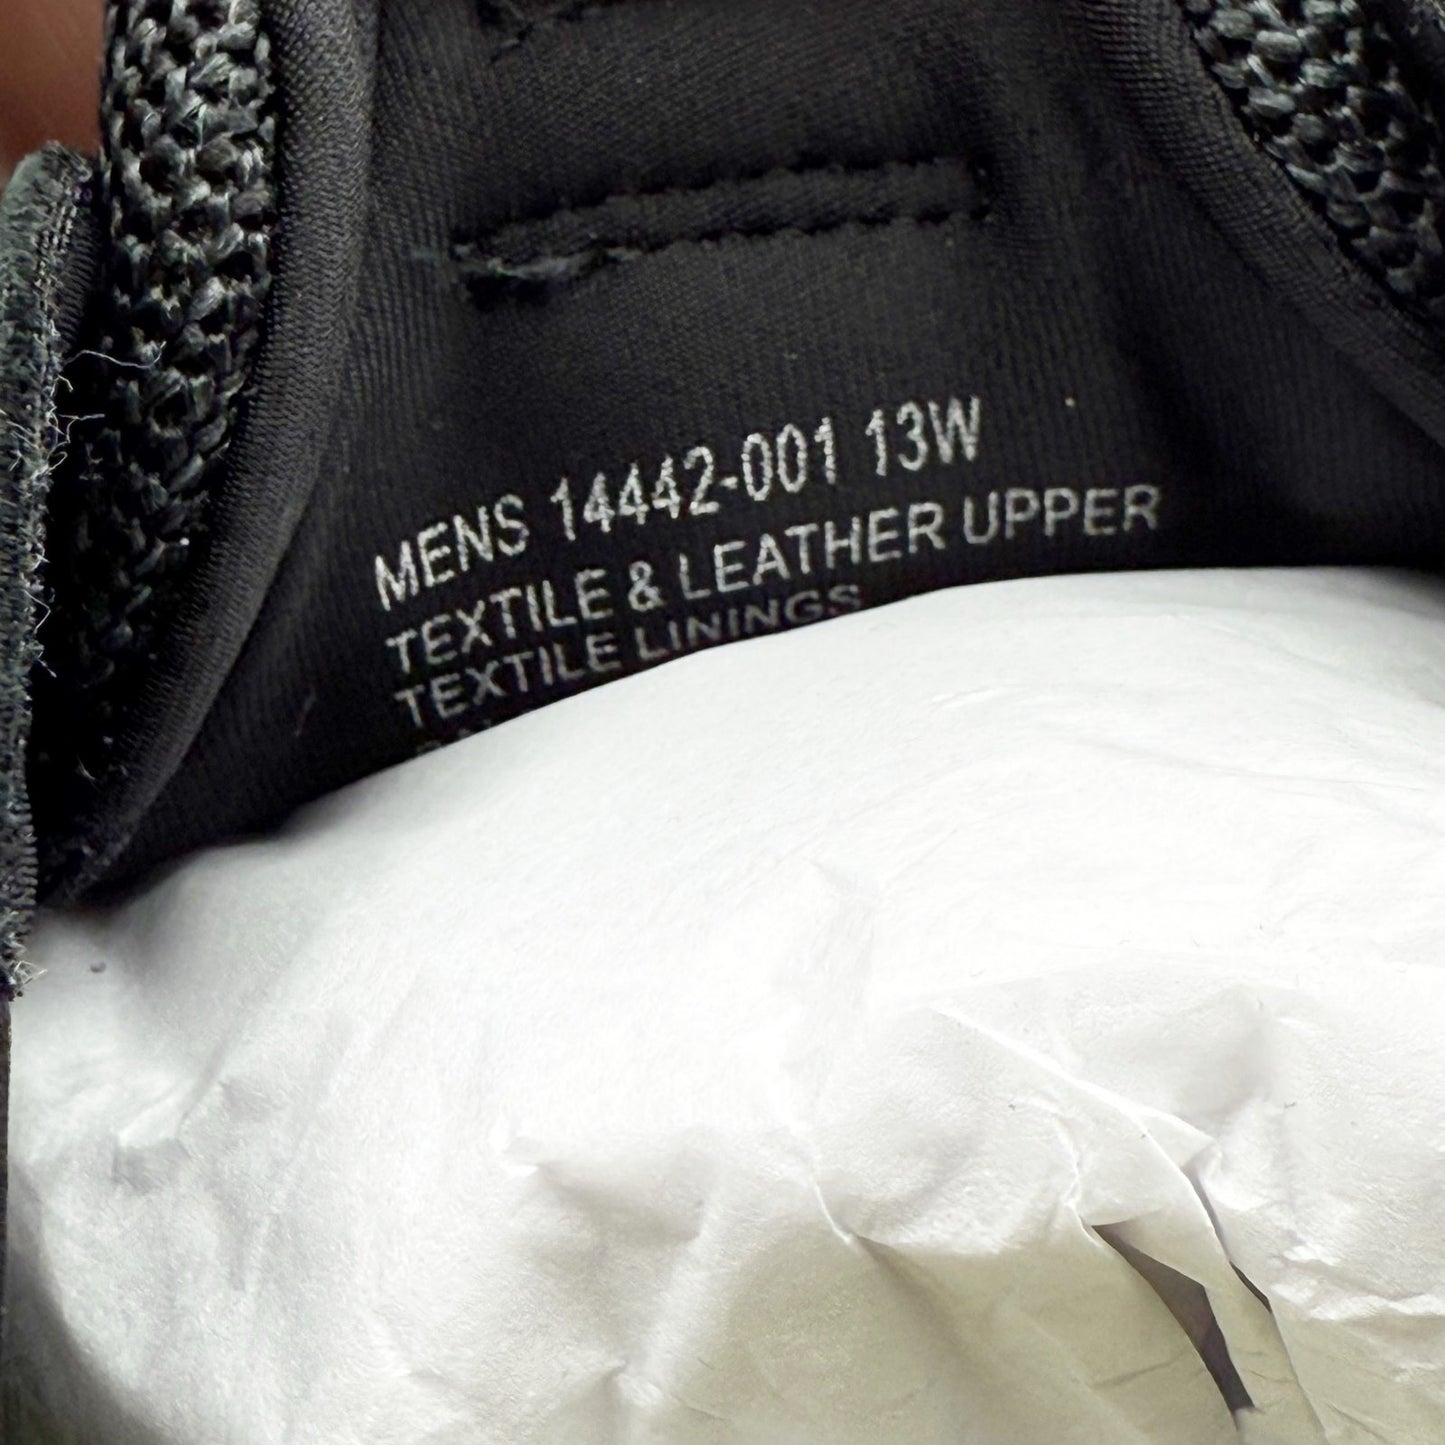 MENS 14442-001 13W
TEXTILE & LEATHER UPPER
TEXTILE LININGS